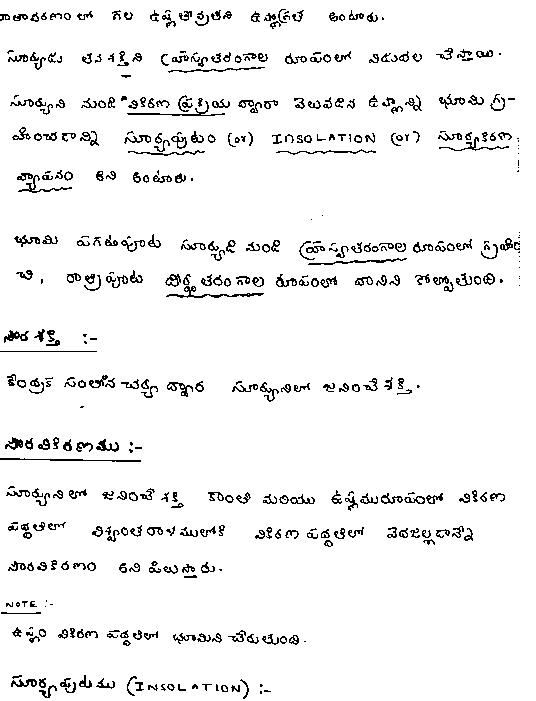 వాతావరణంలో గల ఉష్ణతీవ్రతని ఉష్ణోగ్రత అంటారు.
సూర్యుడు తన శక్తిని హ్రస్వతరంగాల రూపంలో విడుదల చేస్తాయి.
సూర్యుని నుండి వికిరణ ప్రక్రియ ద్వారా వెలువడిన ఉష్ణాన్ని భూమి గ్ర-
హించడాన్ని సూర్యపుటం (or) INSOLATION (or) సూర్యకిరణ
వ్యాపనం అని అంటారు.
భూమి పగటిపూట సూర్యుడి నుండి హ్రస్వతరంగాల రూపంలో గ్రహిం
చి, రాత్రిపూట దీర్ఘతరంగాల రూపంలో దానిని కోల్పోతుంది.
సౌర శక్తి :-
కేంద్రక సంలీన చర్య ద్వార సూర్యునిలో జనించే శక్తి.
సౌరవికిరణము :-
సూర్యునిలో జనించే శక్తి కాంతి మరియు ఉష్ణమురూపంలో వికిరణ
పద్ధతిలో విశ్వాంతరాళములోకి వికిరణ పద్ధతిలో వెదజల్లడాన్నే
సౌరవికిరణం అని పిలుస్తారు.
NOTE :-
ఉష్ణం వికిరణ పద్ధతిలో భూమిని చేరుతుంది.
సూర్యపుటము (INSOLATION) :-